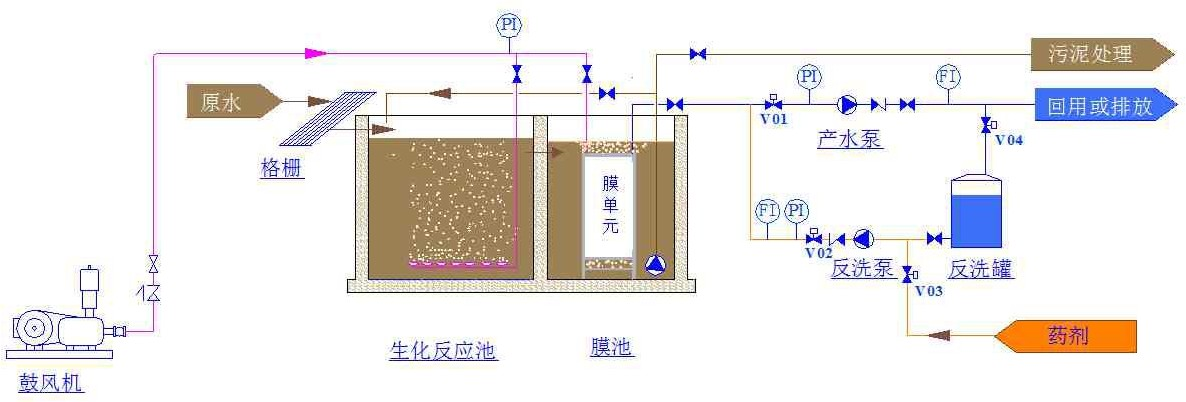 PI
污泥处理
原水
PI
FI
回用或排放
V01
产水泵
V04
格栅
膜单元
FI
PI
V02
反洗泵
反洗罐
V03
药剂
生化反应池
膜池
鼓风机